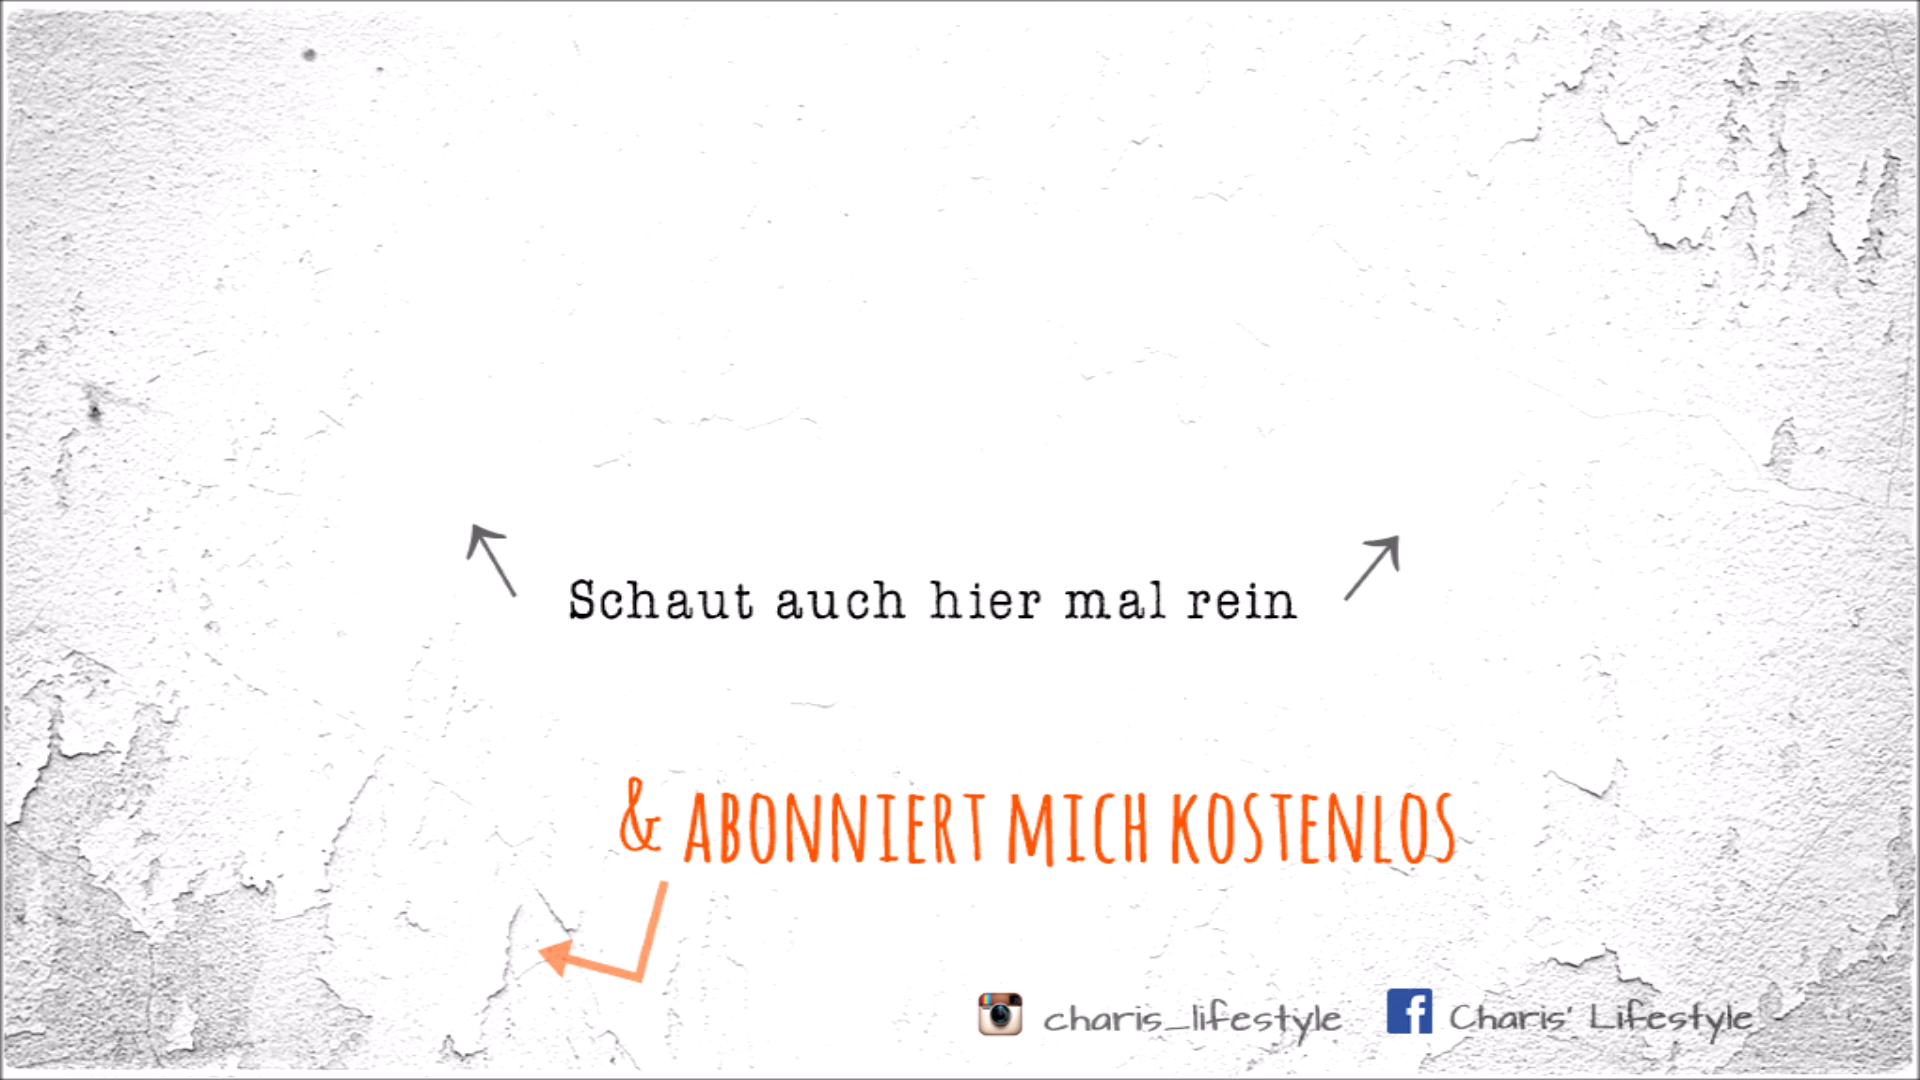 Schaut auch hier mal rein
& ABONNIERT MICH KOSTENLOS
charis_lifestyle
Charis' Lifestyle